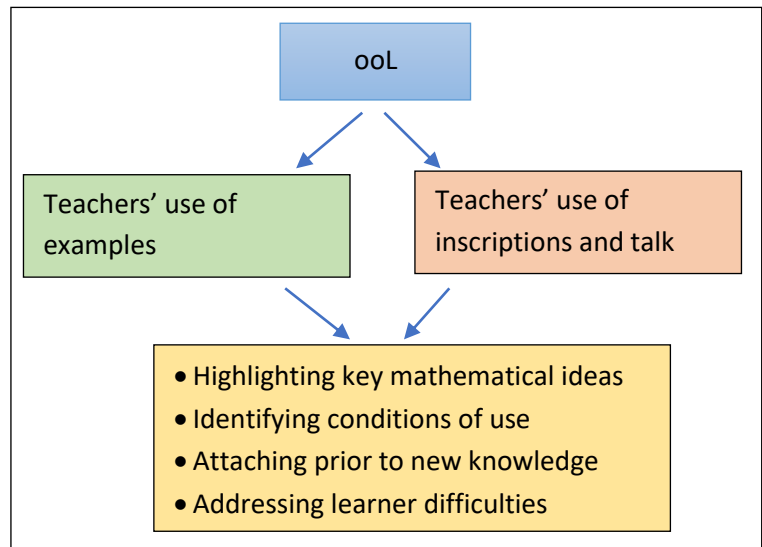 ooL
Teachers’ use of
examples
Teachers’ use of
inscriptions and talk
• Highlighting key mathematical ideas
• Identifying conditions of use
• Attaching prior to new knowledge
• Addressing learner difficulties